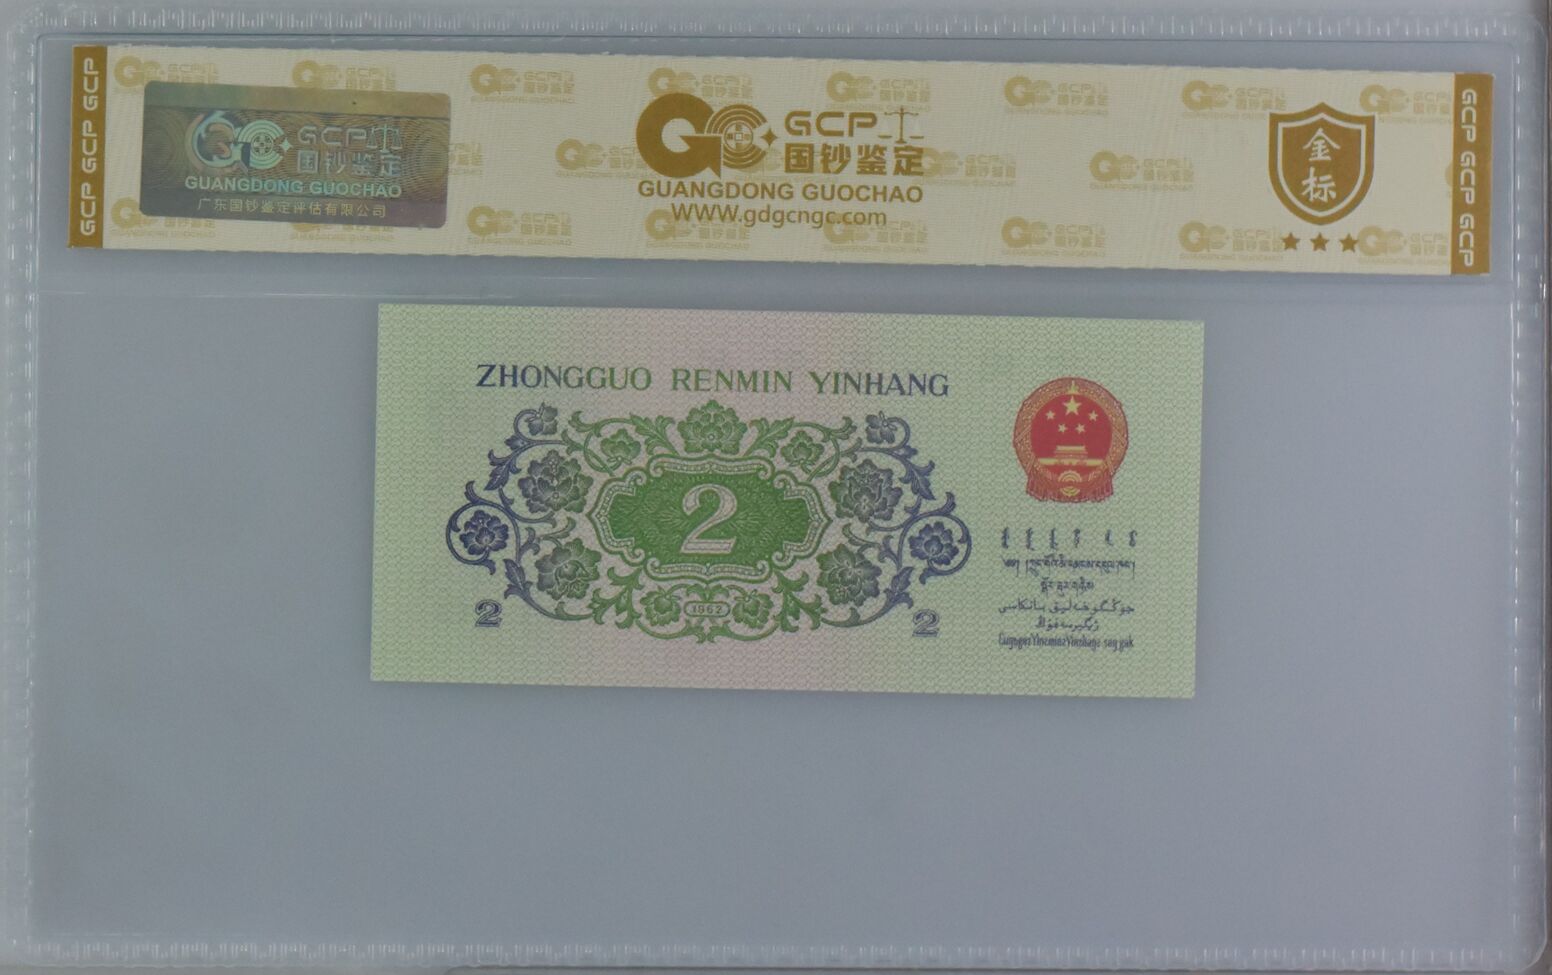 GCP GCP GCP
GCP 国钞鉴定
GUANGDONG GUOCHAO
广东国钞鉴定评估有限公司
GCP
国钞鉴定
GUANGDONG GUOCHAO
WWW.gdgcngc.com
金标
GCP GCP GCP
ZHONGGUO RENMIN YINHANG
2
1962
2
2